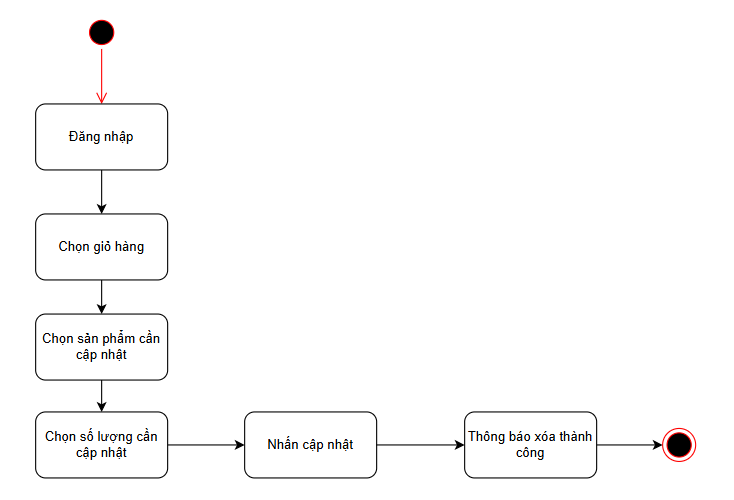 Đăng nhập
Chọn giỏ hàng
Chọn sản phẩm cần
cập nhật
Chọn số lượng cần
cập nhật
Nhấn cập nhật
Thông báo xóa thành
công